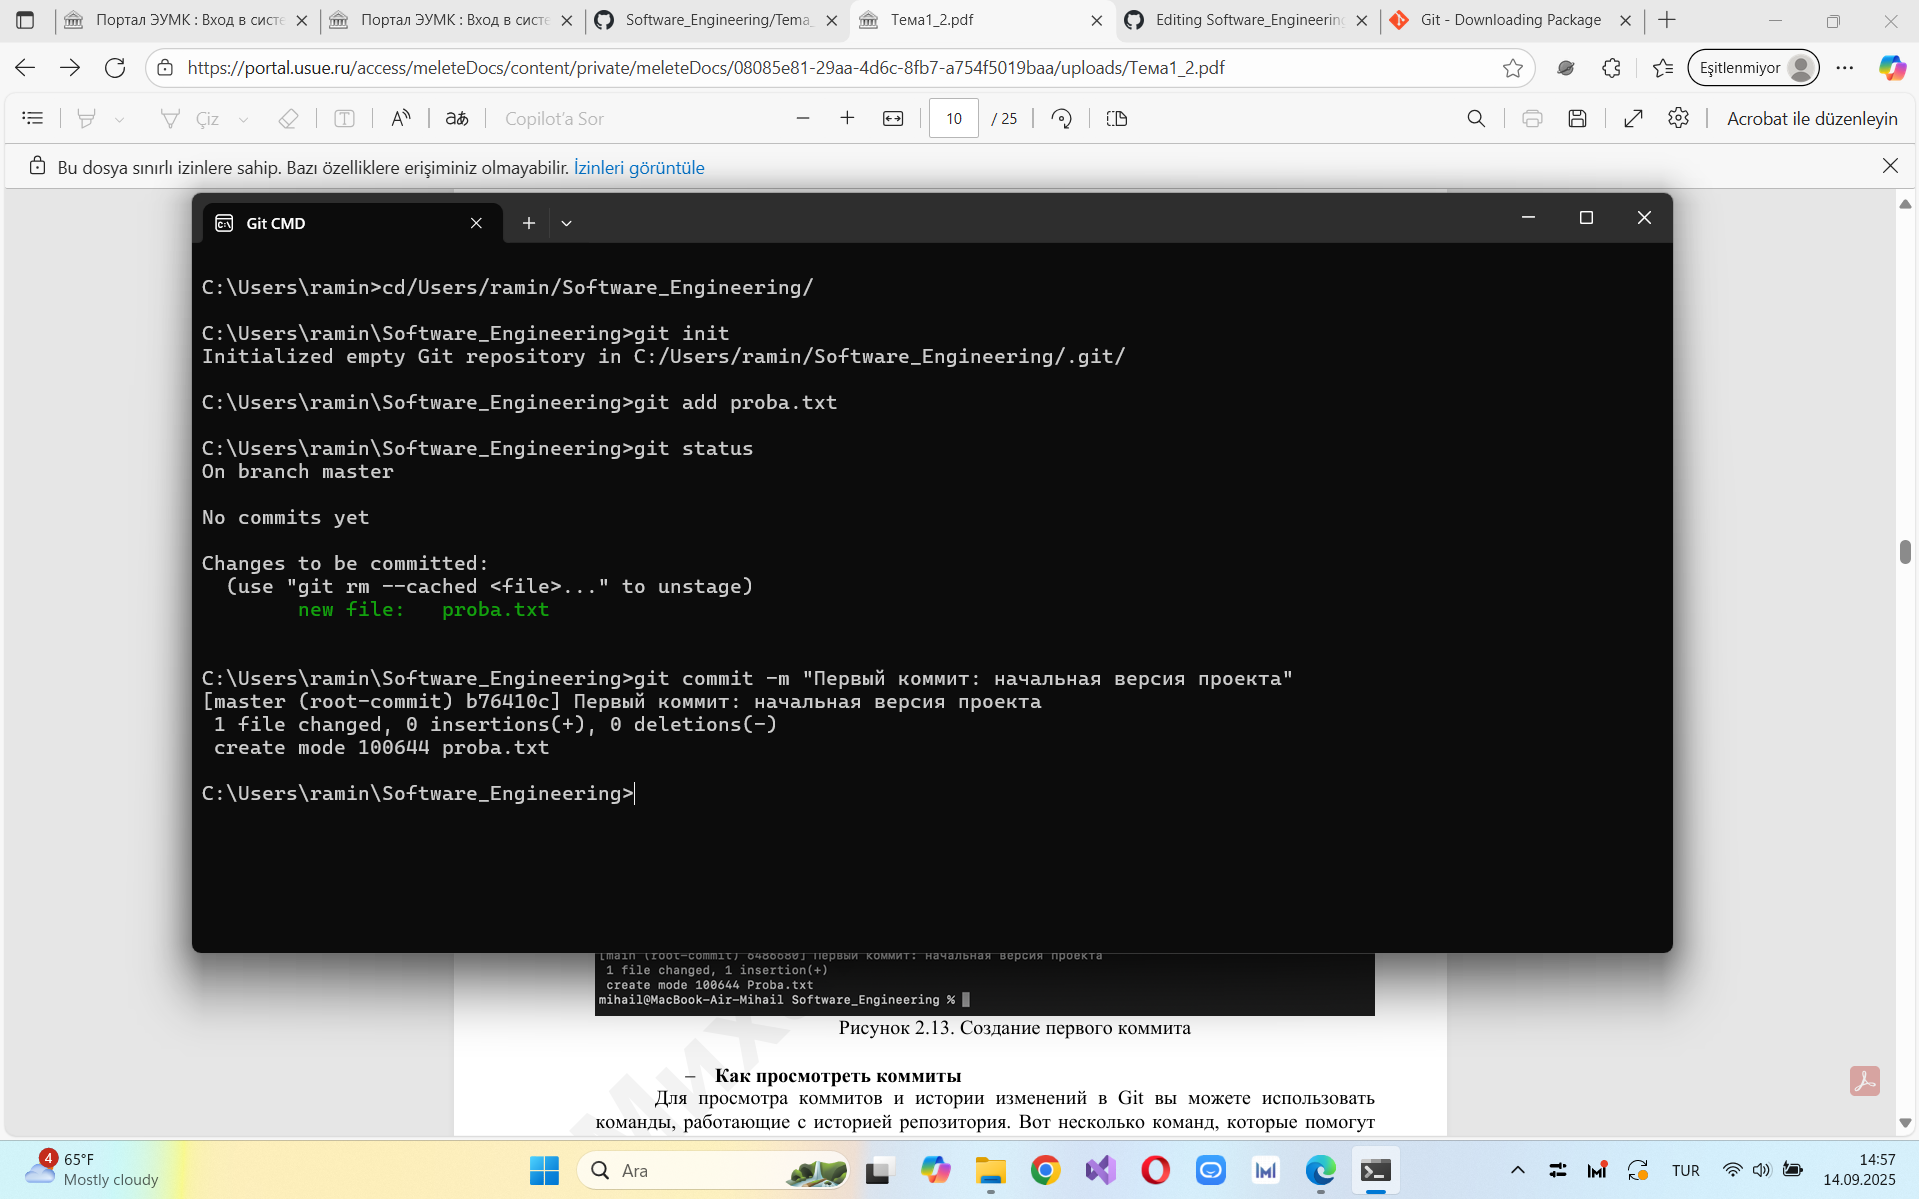 Портал ЭУМК : Вход в систе
Портал ЭУМК : Вход в систе
Software_Engineering/Tema_
Тема1_2.pdf
Editing Software_Engineering
Git - Downloading Package
https://portal.usue.ru/access/meleteDocs/content/private/meleteDocs/08085e81-29aa-4d6c-8fb7-a754f5019baa/uploads/Тема1_2.pdf
Eşitlenmiyor
Çiz
aあ
Copilot'a Sor
10 / 25
Acrobat ile düzenleyin
Bu dosya sınırlı izinlere sahip. Bazı özelliklere erişiminiz olmayabilir. İzinleri görüntüle
Git CMD
C:\Users\ramin>cd/Users/ramin/Software_Engineering/
C:\Users\ramin\Software_Engineering>git init
Initialized empty Git repository in C:/Users/ramin/Software_Engineering/.git/
C:\Users\ramin\Software_Engineering>git add proba.txt
C:\Users\ramin\Software_Engineering>git status
On branch master
No commits yet
Changes to be committed:
(use "git rm --cached <file>..." to unstage)
new file:   proba.txt
C:\Users\ramin\Software_Engineering>git commit -m "Первый коммит: начальная версия проекта"
[master (root-commit) b76410c] Первый коммит: начальная версия проекта
1 file changed, 0 insertions(+), 0 deletions(-)
create mode 100644 proba.txt
C:\Users\ramin\Software_Engineering>
[main (root-commit) 6486680] Первый коммит: начальная версия проекта
1 file changed, 1 insertion(+)
create mode 100644 Proba.txt
mihail@MacBook-Air-Mihail Software_Engineering %
Рисунок 2.13. Создание первого коммита
– Как просмотреть коммиты
Для просмотра коммитов и истории изменений в Git вы можете использовать
команды, работающие с историей репозитория. Вот несколько команд, которые помогут
4
65°F
Mostly cloudy
Ara
TUR
14:57
14.09.2025